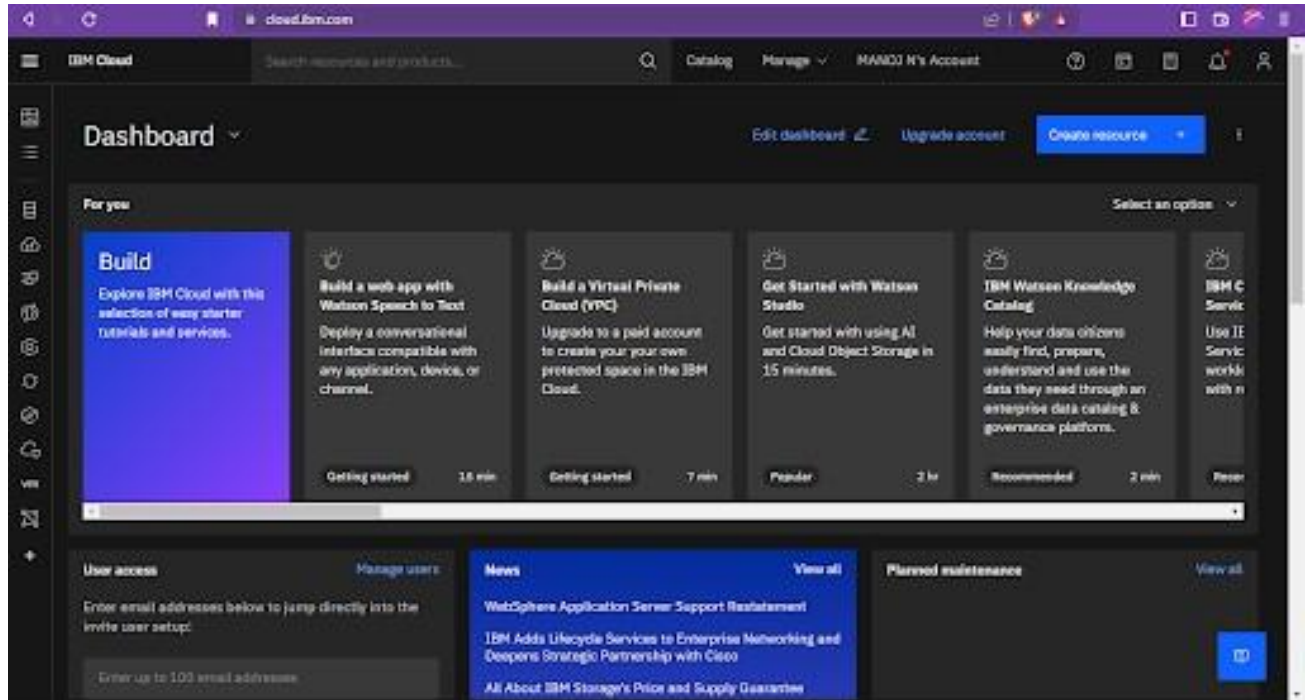 cloud.ibm.com
IBM Cloud
Search resources and products...
Catalog
Manage
MANOJ N's Account
Dashboard
Edit dashboard
Upgrade account
Create resource +
For you
Select an option
Build
Explore IBM Cloud with this
selection of easy starter
tutorials and services.
Build a web app with
Watson Speech to Text
Deploy a conversational
interface compatible with
any application, device, or
channel.
Getting started
16 min
Build a Virtual Private
Cloud (VPC)
Upgrade to a paid account
to create your your own
protected space in the IBM
Cloud.
Getting started
7 min
Get Started with Watson
Studio
Get started with using AI
and Cloud Object Storage in
15 minutes.
Popular
2 hr
IBM Watson Knowledge
Catalog
Help your data citizens
easily find, prepare,
understand and use the
data they need through an
enterprise data catalog &
governance platform.
Recommended
2 min
IBM C
Servic
Use IB
Servic
with r
User access
Manage users
Enter email addresses below to jump directly into the
invite user setup:
Enter up to 100 email addresses
News
View all
WebSphere Application Server Support Restatement
IBM Adds Lifecycle Services to Enterprise Networking and
Deepens Strategic Partnership with Cisco
All About IBM Storage's Price and Supply Guarantee
Planned maintenance
View all